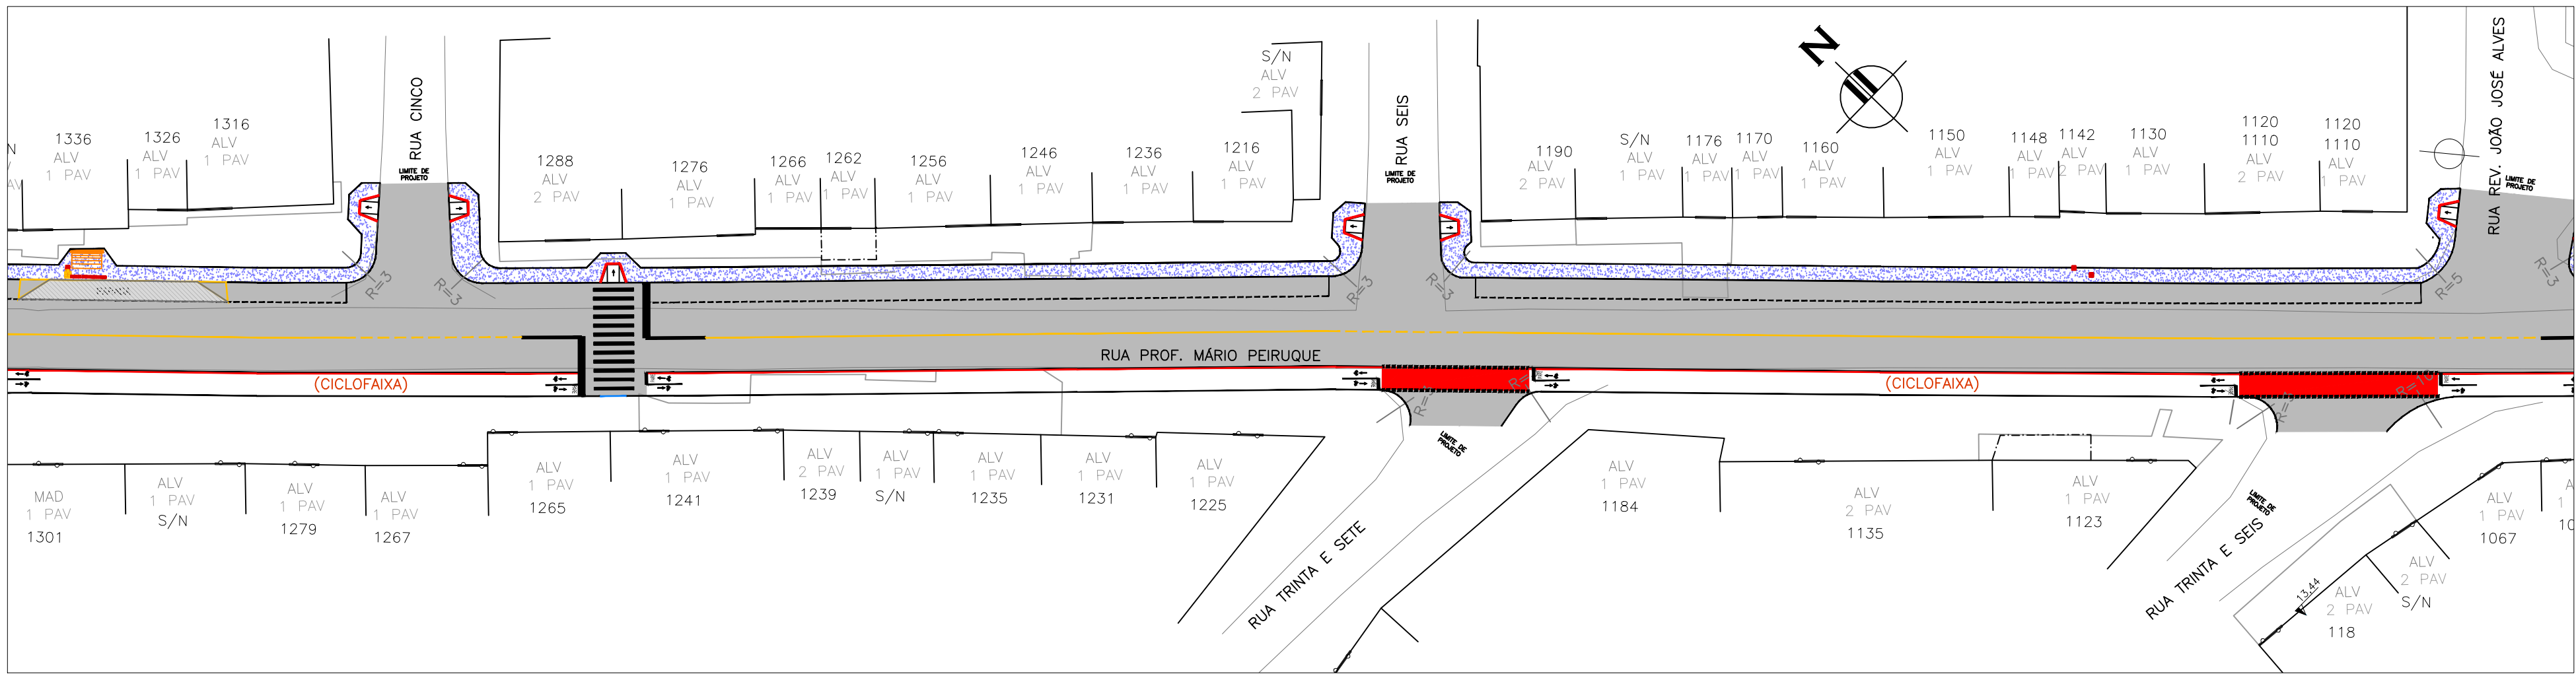 N
1336
ALV
1 PAV
1326
ALV
1 PAV
1316
ALV
1 PAV
RUA CINCO
LIMITE DE
PROJETO
1288
ALV
2 PAV
1276
ALV
1 PAV
1266
ALV
1 PAV
1262
ALV
1 PAV
1256
ALV
1 PAV
1246
ALV
1 PAV
1236
ALV
1 PAV
1216
ALV
1 PAV
S/N
ALV
2 PAV
RUA SEIS
LIMITE DE
PROJETO
1190
ALV
2 PAV
S/N
ALV
1 PAV
1176
ALV
1 PAV
1170
ALV
1 PAV
1160
ALV
1 PAV
N
1150
ALV
1 PAV
1148
ALV
1 PAV
1142
ALV
2 PAV
1130
ALV
1 PAV
1120
1110
ALV
2 PAV
1120
1110
ALV
1 PAV
RUA REV. JOÃO JOSÉ ALVES
LIMITE DE
PROJETO
R=3
R=3
R=3
R=3
R=5
R=3
RUA PROF. MÁRIO PEIRUQUE
(CICLOFAIXA)
(CICLOFAIXA)
MAD
1 PAV
1301
ALV
1 PAV
S/N
ALV
1 PAV
1279
ALV
1 PAV
1267
ALV
1 PAV
1265
ALV
1 PAV
1241
ALV
2 PAV
1239
ALV
1 PAV
S/N
ALV
1 PAV
1235
ALV
1 PAV
1231
ALV
1 PAV
1225
RUA TRINTA E SETE
LIMITE DE
PROJETO
ALV
1 PAV
1184
ALV
2 PAV
1135
ALV
1 PAV
1123
RUA TRINTA E SEIS
LIMITE DE
PROJETO
13.44
ALV
2 PAV
118
ALV
2 PAV
S/N
ALV
1 PAV
1067